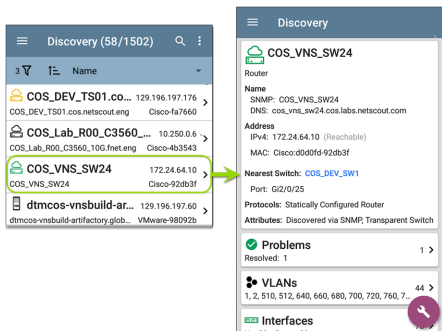 Discovery (58/1502)
3 Name
COS_DEV_TS01.co... 129.196.197.176
COS_DEV_TS01.cos.netscout.eng Cisco-fa7660
COS_Lab_R00_C3560_... 10.250.0.6
COS_Lab_R00_C3560_10G.fnet.eng Cisco-4b3543
COS_VNS_SW24 172.24.64.10
COS_VNS_SW24 Cisco-92db3f
dtmcos-vnsbuild-ar... 129.196.197.60
dtmcos-vnsbuild-artifactory.glob... VMware-98092b
Discovery
COS_VNS_SW24
Router
Name
SNMP: COS_VNS_SW24
DNS: cos_vns_sw24.cos.labs.netscout.com
Address
IPv4: 172.24.64.10 (Reachable)
MAC: Cisco:d0d0fd-92db3f
Nearest Switch: COS_DEV_SW1
Port: Gi2/0/25
Protocols: Statically Configured Router
Attributes: Discovered via SNMP, Transparent Switch
Problems
Resolved: 1
1
VLANs
1, 2, 510, 512, 640, 660, 680, 700, 720, 760, 7...
44
Interfaces